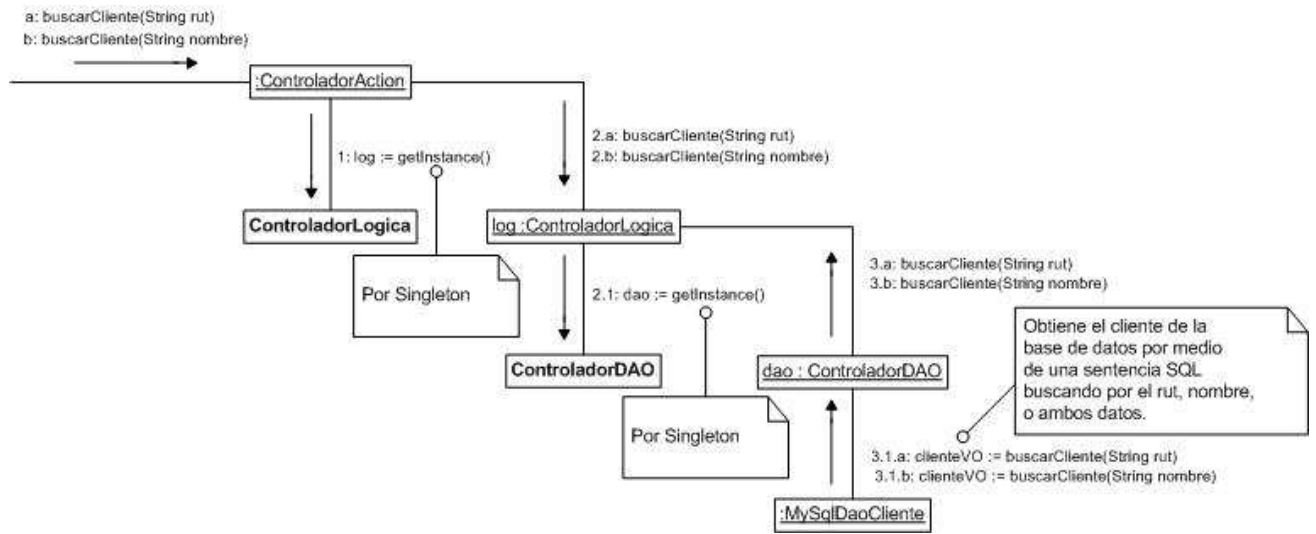 a: buscarCliente(String rut)
b: buscarCliente(String nombre)
:ControladorAction
1: log := getInstance()
2.a: buscarCliente(String rut)
2.b: buscarCliente(String nombre)
ControladorLogica
log :ControladorLogica
Por Singleton
2.1: dao := getInstance()
3.a: buscarCliente(String rut)
3.b: buscarCliente(String nombre)
ControladorDAO
dao : ControladorDAO
Por Singleton
Obtiene el cliente de la
base de datos por medio
de una sentencia SQL
buscando por el rut, nombre,
o ambos datos.
3.1.a: clienteVO := buscarCliente(String rut)
3.1.b: clienteVO := buscarCliente(String nombre)
:MySqlDaoCliente